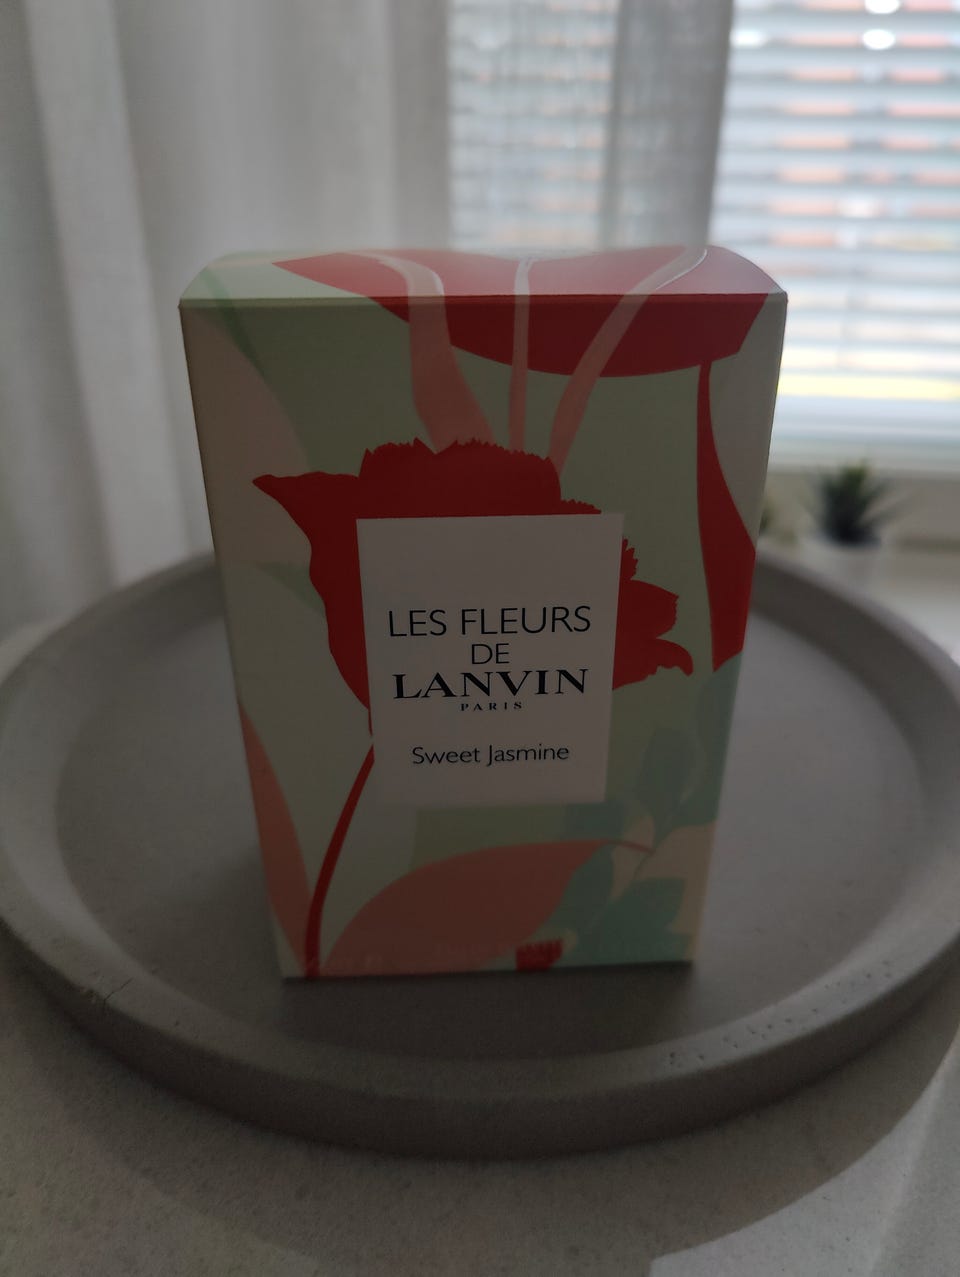 LES FLEURS
DE
LANVIN
PARIS
Sweet Jasmine